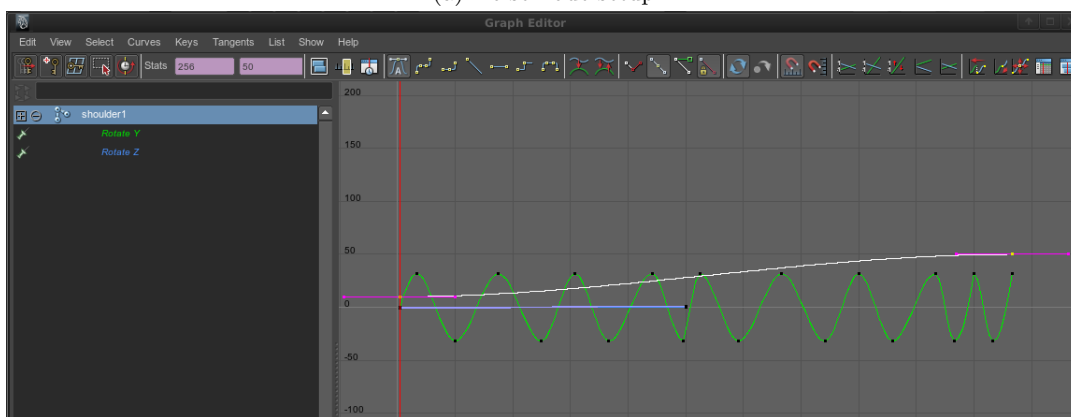 Graph Editor
Edit View Select Curves Keys Tangents List Show Help
Stats 256 50
shoulder1
Rotate Y
Rotate Z
200
150
100
50
0
-50
-100